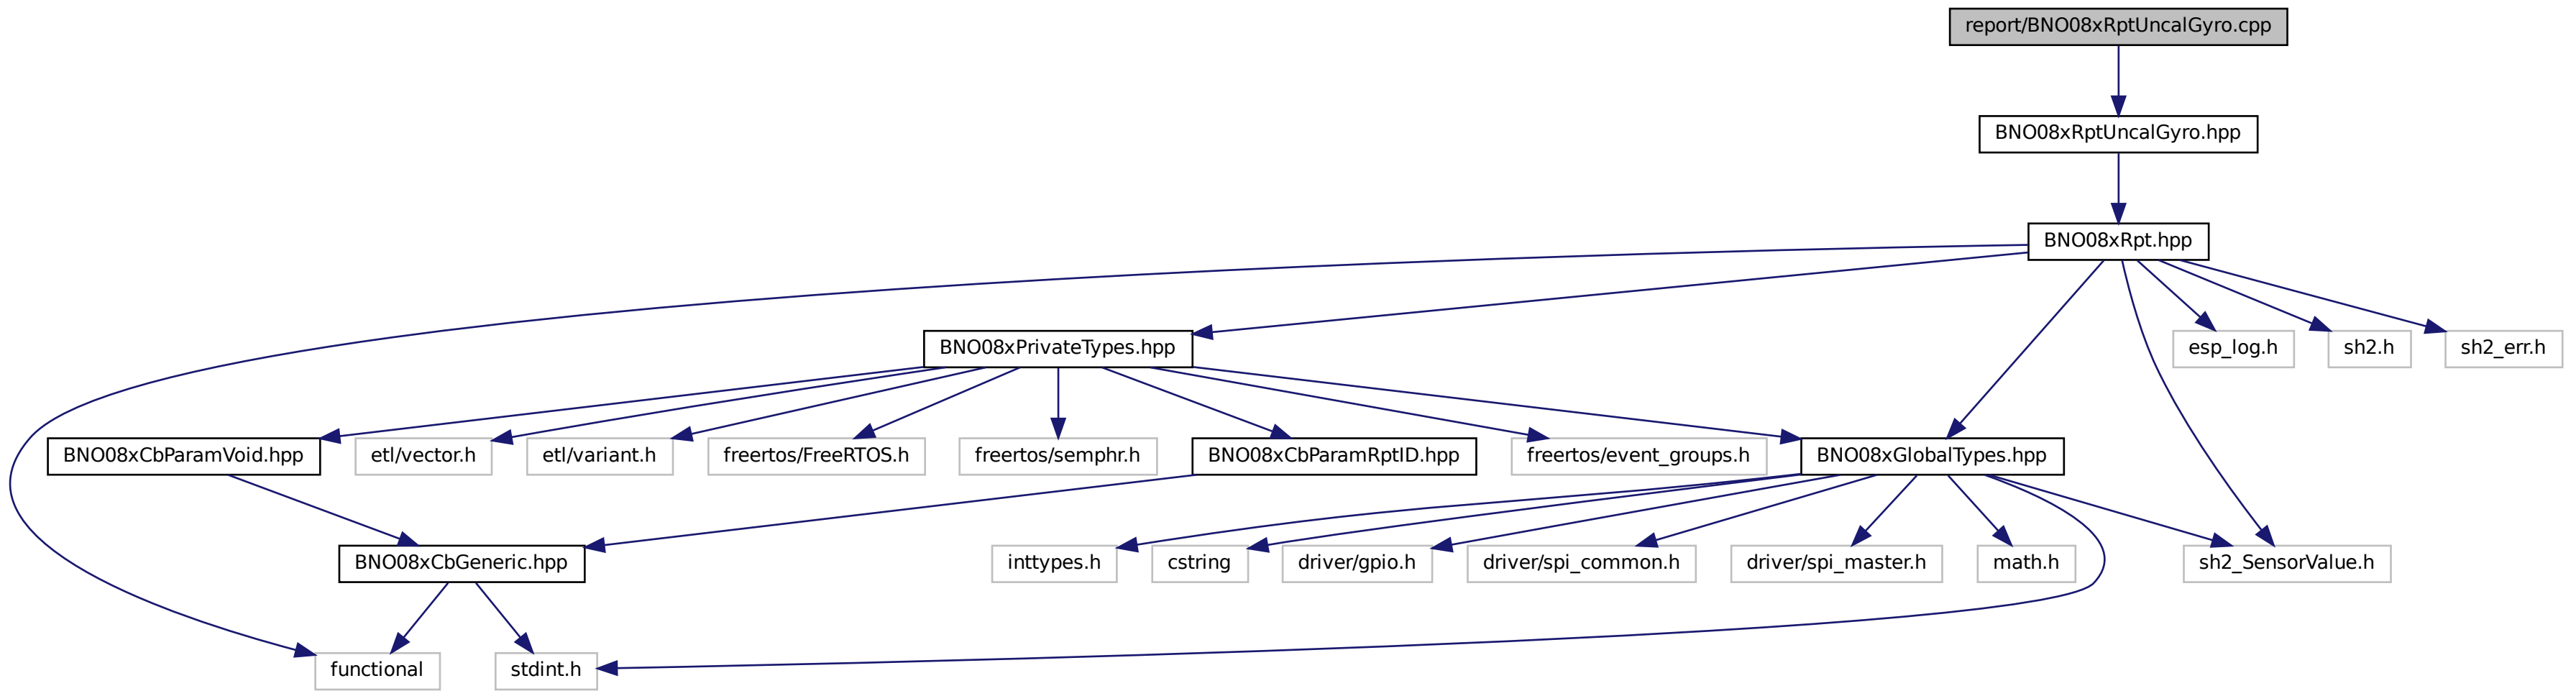 report/BNO08xRptUncalGyro.cpp
BNO08xRptUncalGyro.hpp
BNO08xRpt.hpp
BNO08xPrivateTypes.hpp
esp_log.h
sh2.h
sh2_err.h
BNO08xCbParamVoid.hpp
etl/vector.h
etl/variant.h
freertos/FreeRTOS.h
freertos/semphr.h
BNO08xCbParamRptID.hpp
freertos/event_groups.h
BNO08xGlobalTypes.hpp
BNO08xCbGeneric.hpp
inttypes.h
cstring
driver/gpio.h
driver/spi_common.h
driver/spi_master.h
math.h
sh2_SensorValue.h
functional
stdint.h